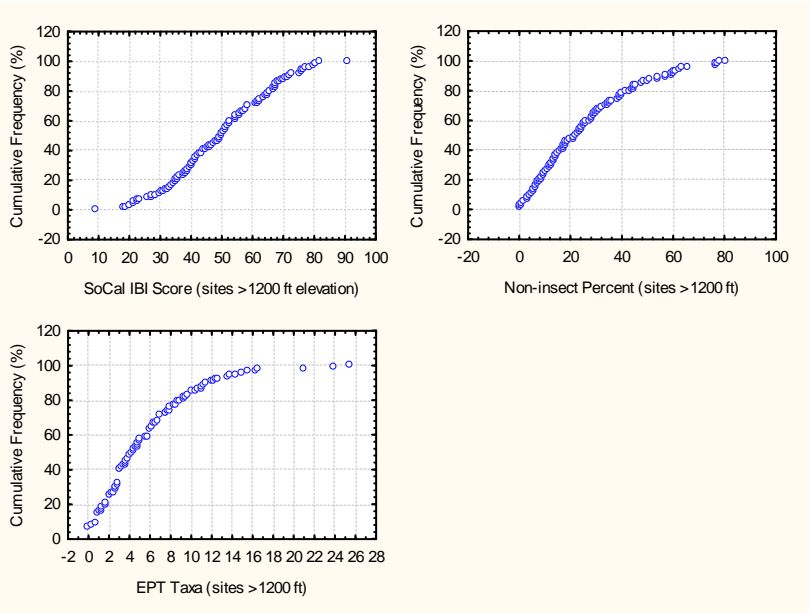 Cumulative Frequency (%)
120
100
80
60
40
20
0
-20
0 10 20 30 40 50 60 70 80 90 100
SoCal IBI Score (sites >1200 ft elevation)
Cumulative Frequency (%)
120
100
80
60
40
20
0
-20
-20 0 20 40 60 80 100
Non-insect Percent (sites >1200 ft)
Cumulative Frequency (%)
120
100
80
60
40
20
0
-2 0 2 4 6 8 10 12 14 16 18 20 22 24 26 28
EPT Taxa (sites >1200 ft)